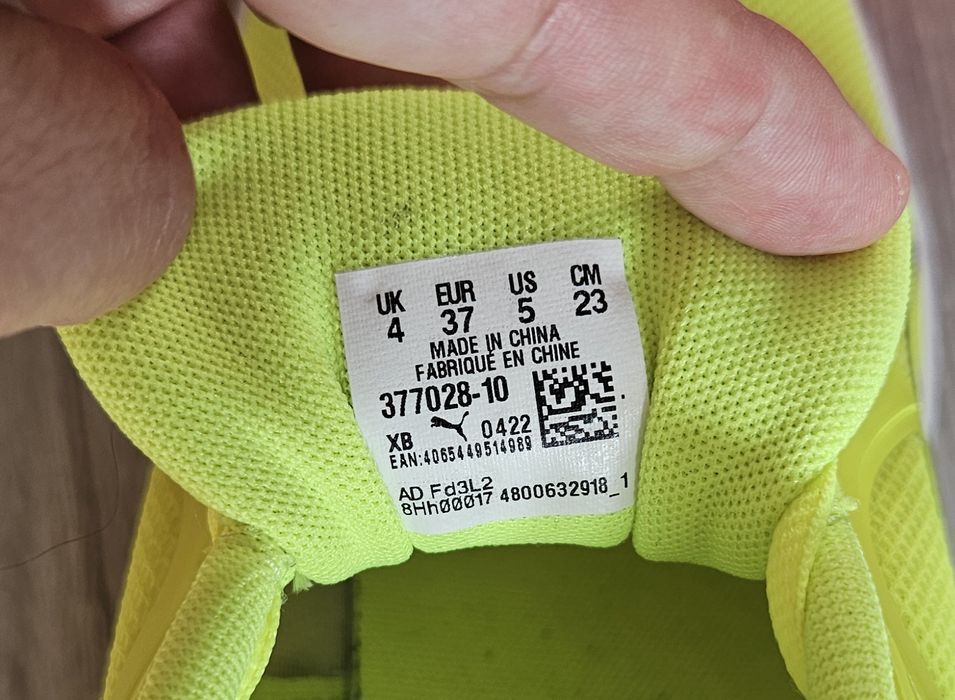 UK EUR US CM
4 37 5 23
MADE IN CHINA
FABRIQUÉ EN CHINE
377028-10
XB 0422
EAN:4065449514989
AD Fd3L2
8Hh00017 4800632918_1